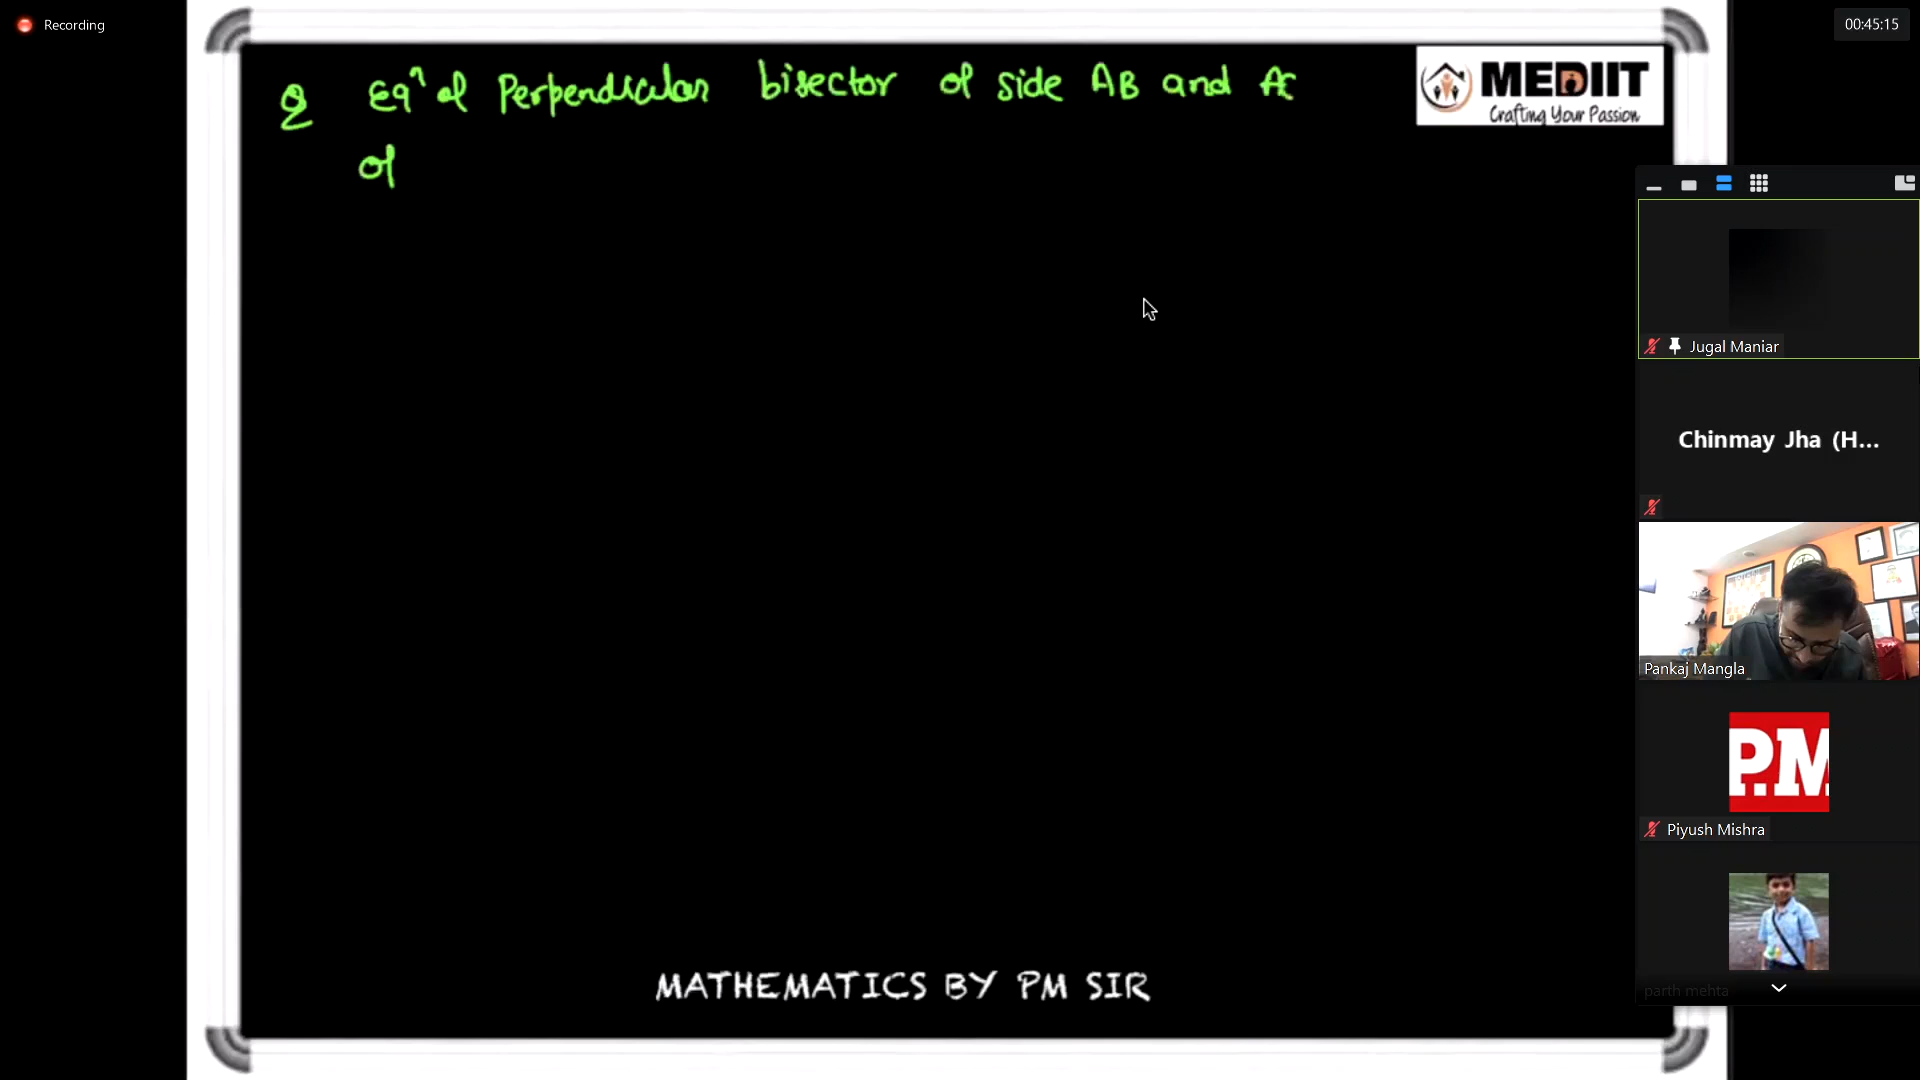 Recording
00:45:15
Q Eqⁿ of Perpendicular bisector of side AB and AC
of
MEDIIT
Crafting Your Passion
Jugal Maniar
Chinmay Jha (H...
Pankaj Mangla
P.M
Piyush Mishra
parth mehta
MATHEMATICS BY PM SIR